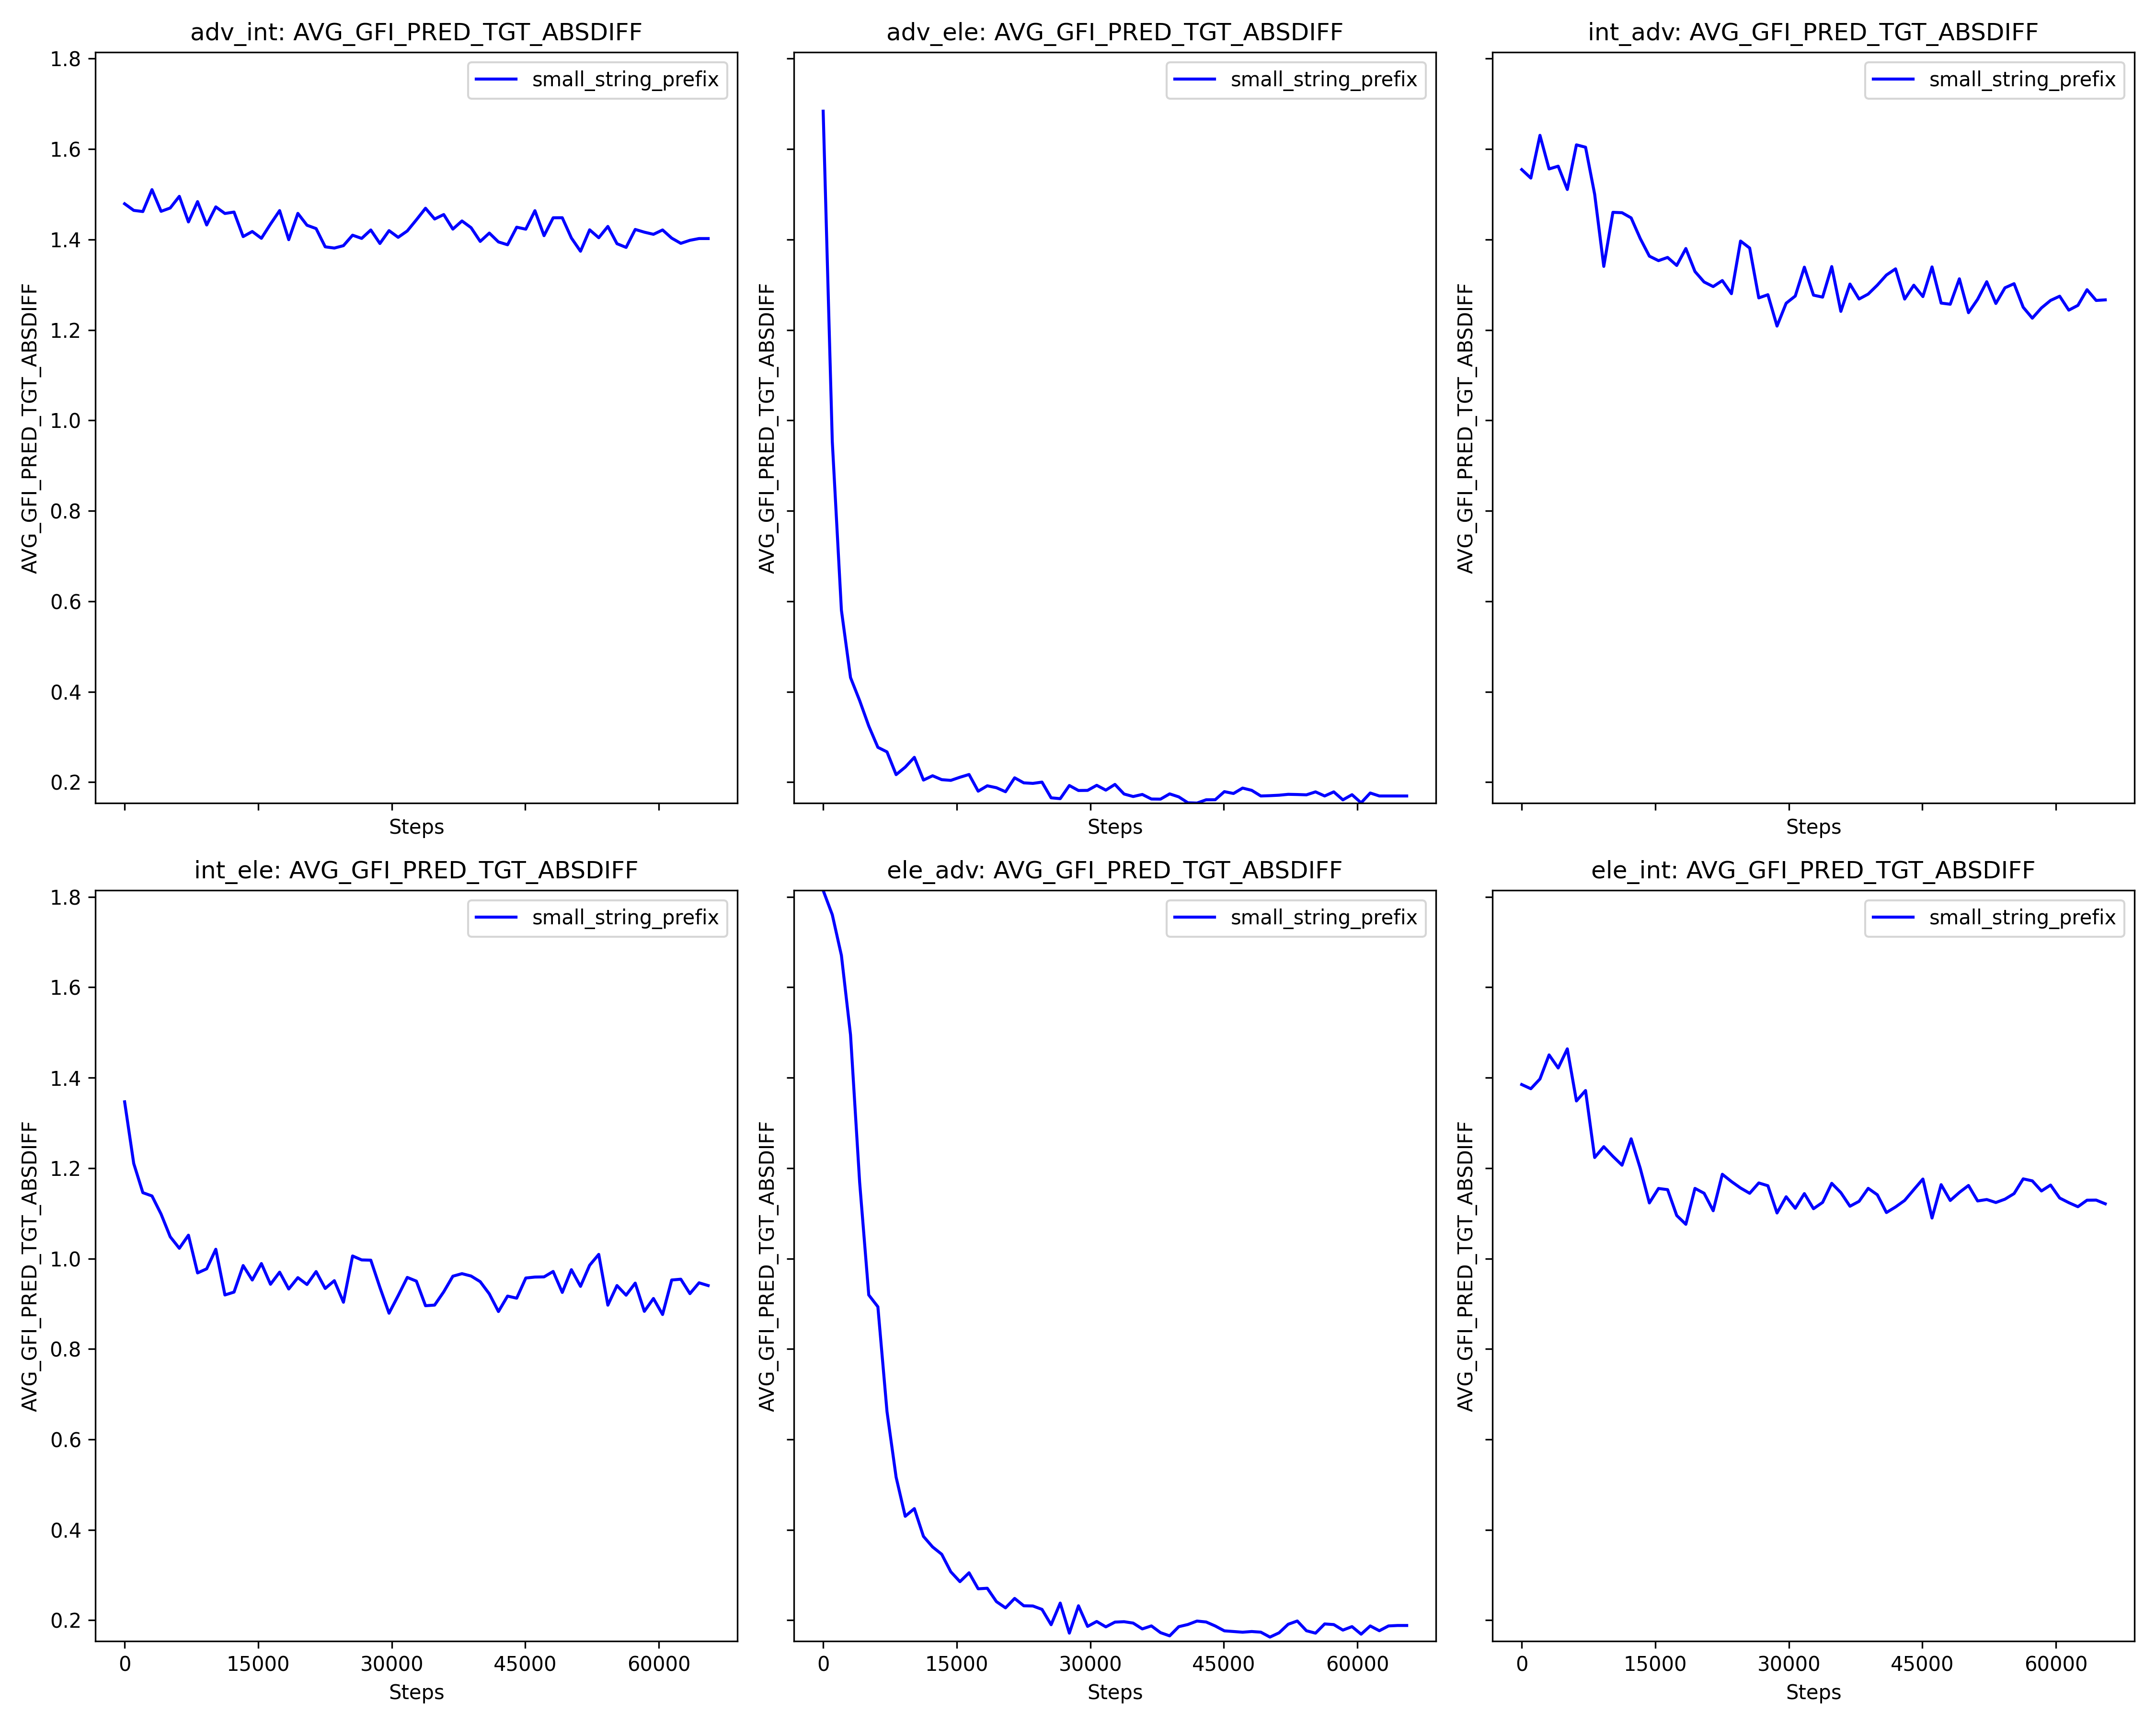 adv_int: AVG_GFI_PRED_TGT_ABSDIFF
small_string_prefix
AVG_GFI_PRED_TGT_ABSDIFF
1.8
1.6
1.4
1.2
1.0
0.8
0.6
0.4
0.2
Steps
adv_ele: AVG_GFI_PRED_TGT_ABSDIFF
small_string_prefix
AVG_GFI_PRED_TGT_ABSDIFF
Steps
int_adv: AVG_GFI_PRED_TGT_ABSDIFF
small_string_prefix
AVG_GFI_PRED_TGT_ABSDIFF
Steps
int_ele: AVG_GFI_PRED_TGT_ABSDIFF
small_string_prefix
AVG_GFI_PRED_TGT_ABSDIFF
1.8
1.6
1.4
1.2
1.0
0.8
0.6
0.4
0.2
0 15000 30000 45000 60000
Steps
ele_adv: AVG_GFI_PRED_TGT_ABSDIFF
small_string_prefix
AVG_GFI_PRED_TGT_ABSDIFF
0 15000 30000 45000 60000
Steps
ele_int: AVG_GFI_PRED_TGT_ABSDIFF
small_string_prefix
AVG_GFI_PRED_TGT_ABSDIFF
0 15000 30000 45000 60000
Steps